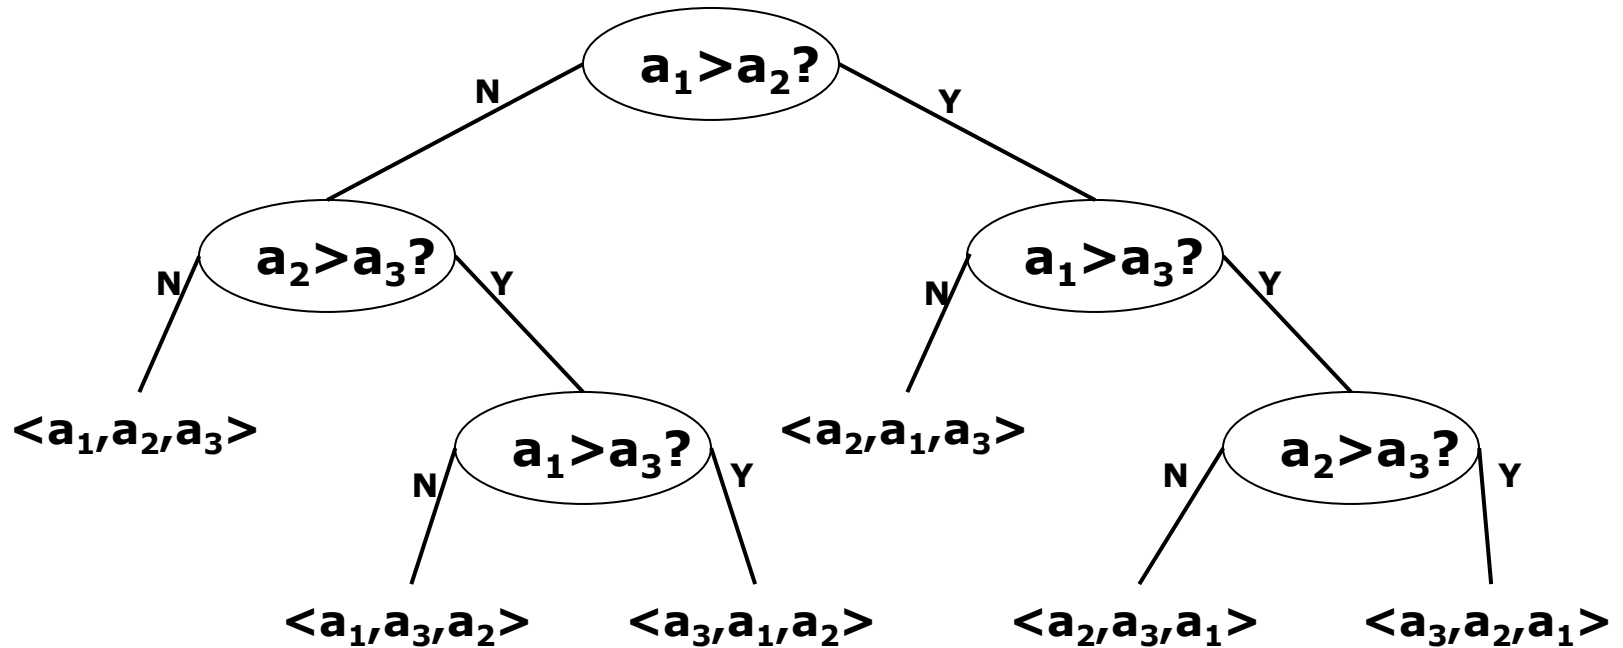 a₁>a₂?
N
Y
a₂>a₃?
a₁>a₃?
N
Y
N
Y
<a₁,a₂,a₃>
a₁>a₃?
<a₂,a₁,a₃>
a₂>a₃?
N
Y
N
Y
<a₁,a₃,a₂>
<a₃,a₁,a₂>
<a₂,a₃,a₁>
<a₃,a₂,a₁>